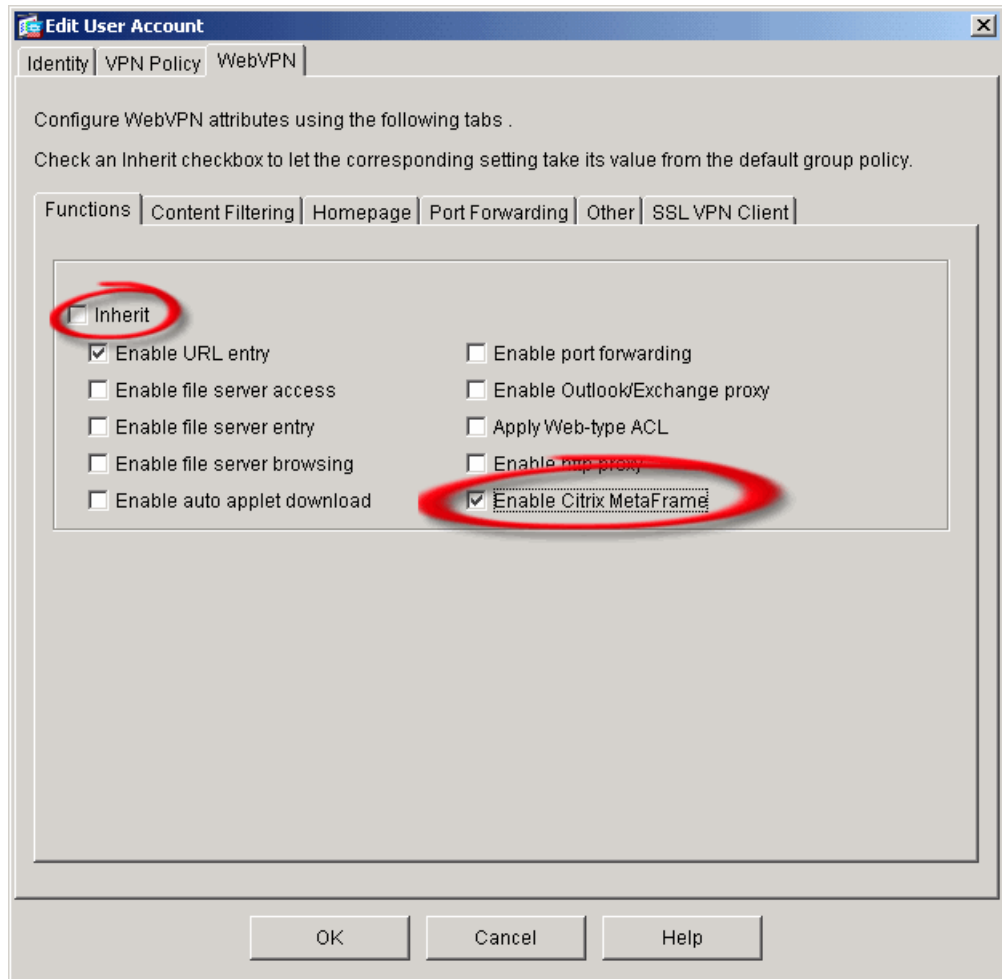 Edit User Account
Identity VPN Policy WebVPN
Configure WebVPN attributes using the following tabs .
Check an Inherit checkbox to let the corresponding setting take its value from the default group policy.
Functions Content Filtering Homepage Port Forwarding Other SSL VPN Client
Inherit
Enable URL entry Enable port forwarding
Enable file server access Enable Outlook/Exchange proxy
Enable file server entry Apply Web-type ACL
Enable file server browsing Enable http proxy
Enable auto applet download Enable Citrix MetaFrame
OK Cancel Help